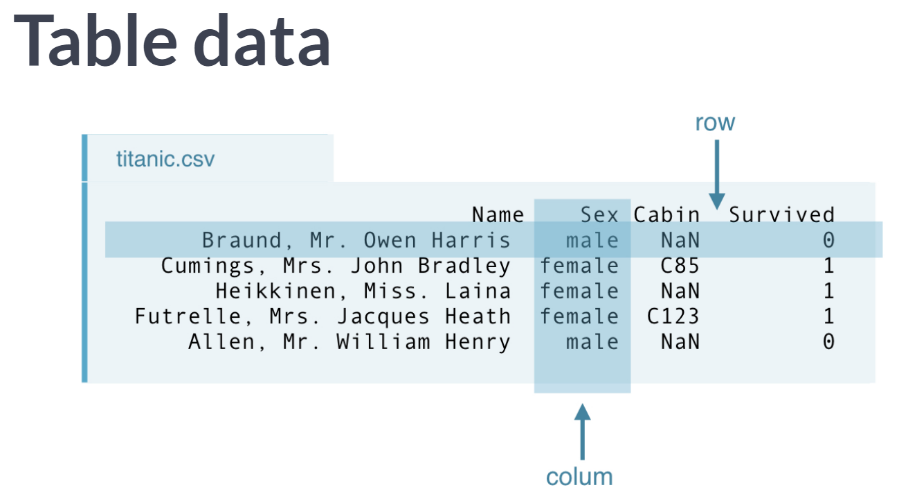 Table data
row
titanic.csv
Name Sex Cabin Survived
Braund, Mr. Owen Harris male NaN 0
Cumings, Mrs. John Bradley female C85 1
Heikkinen, Miss. Laina female NaN 1
Futrelle, Mrs. Jacques Heath female C123 1
Allen, Mr. William Henry male NaN 0
colum